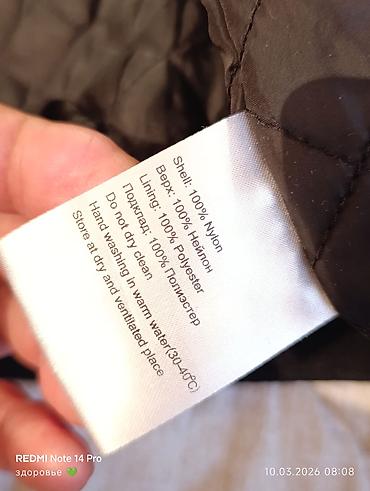 Shell: 100% Nylon
Верх: 100% Нейлон
Lining: 100% Polyester
Подклад: 100% Полиэстер
Do not dry clean
Hand washing in warm water(30-40℃)
Store at dry and ventilated place
REDMI Note 14 Pro
здоровье 💚
10.03.2026 08:08